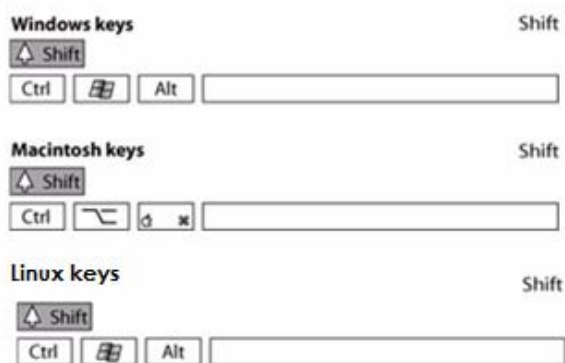 Windows keys Shift
Shift
Ctrl Alt
Macintosh keys Shift
Shift
Ctrl
Linux keys Shift
Shift
Ctrl Alt